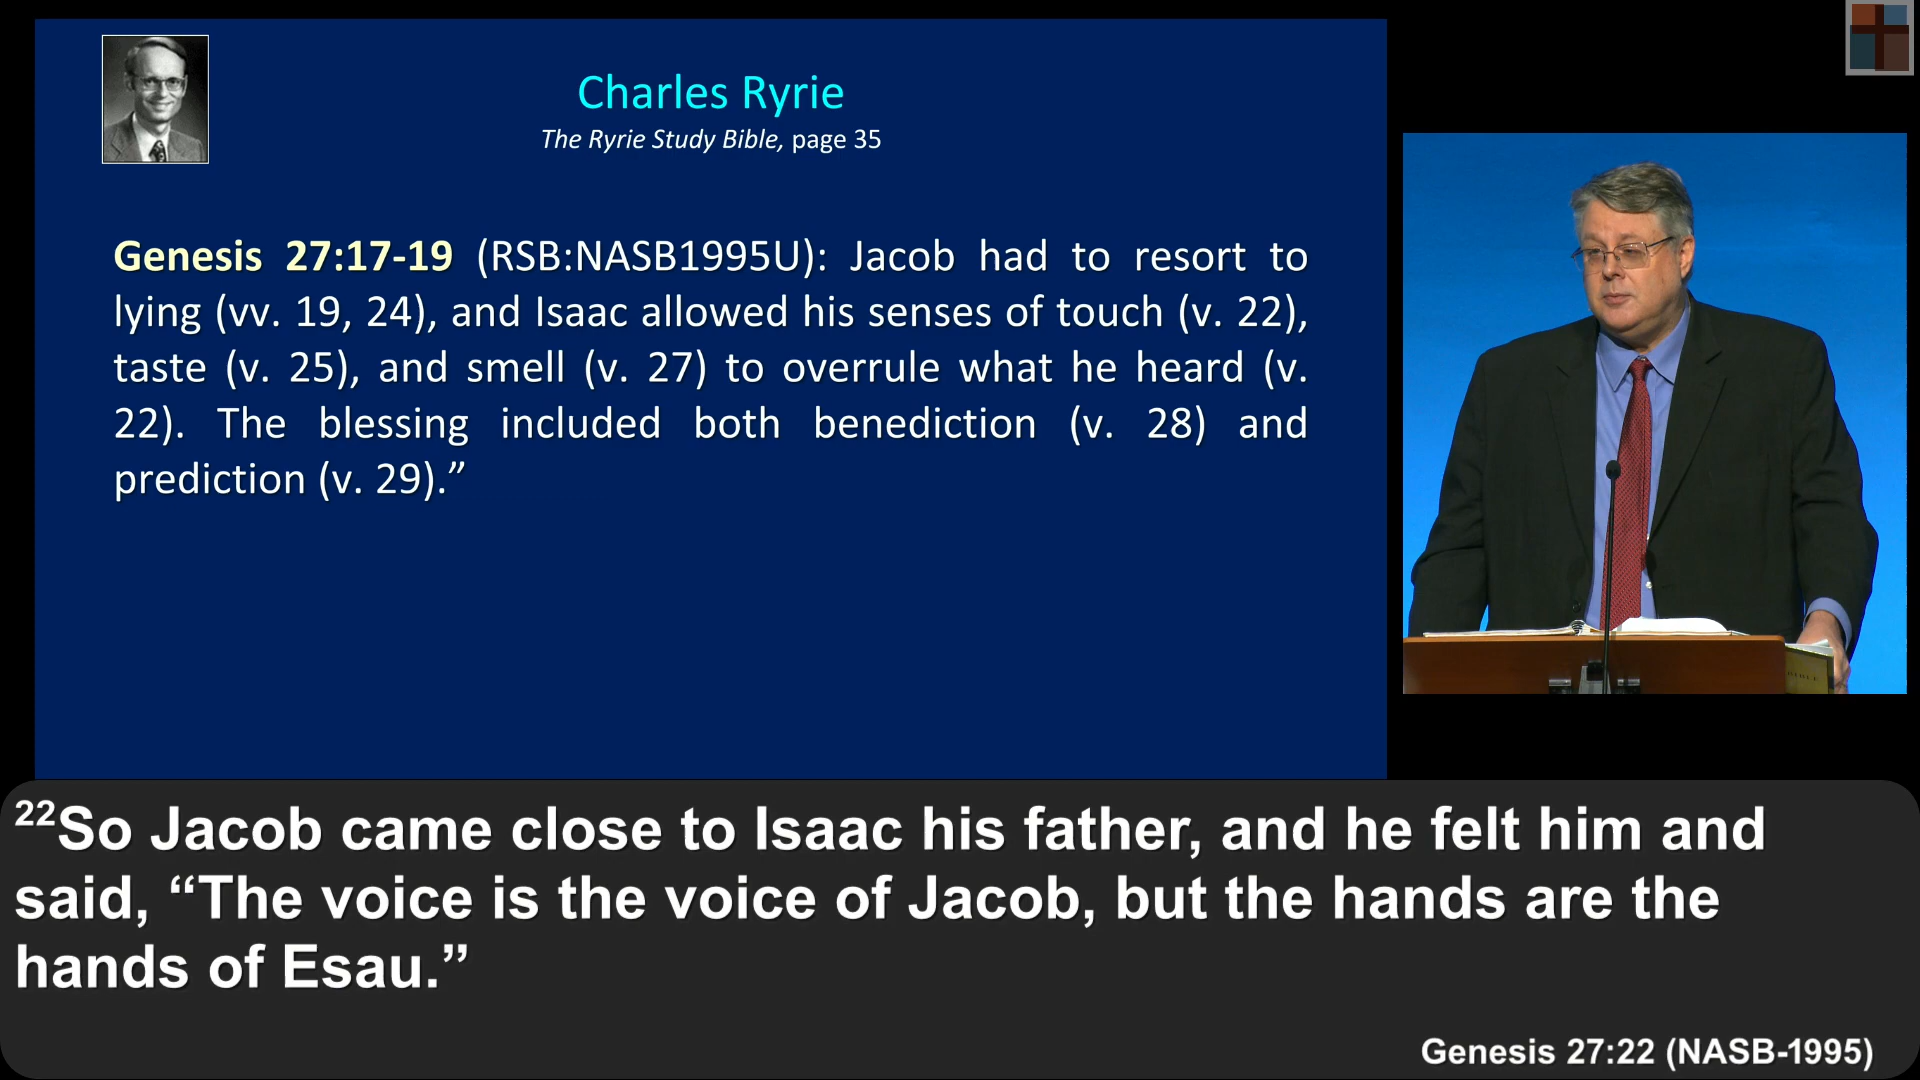 Charles Ryrie
The Ryrie Study Bible, page 35
Genesis 27:17-19 (RSB:NASB1995U): Jacob had to resort to
lying (vv. 19, 24), and Isaac allowed his senses of touch (v. 22),
taste (v. 25), and smell (v. 27) to overrule what he heard (v.
22). The blessing included both benediction (v. 28) and
prediction (v. 29).”
BIBLE
22So Jacob came close to Isaac his father, and he felt him and
said, “The voice is the voice of Jacob, but the hands are the
hands of Esau.”
Genesis 27:22 (NASB-1995)